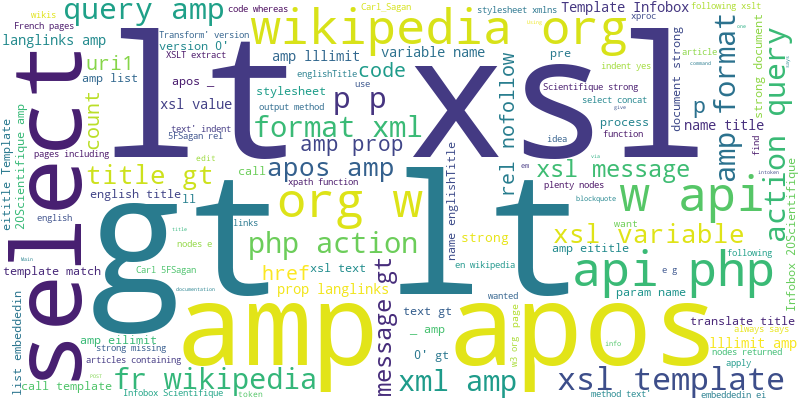 French pages
wikis
query amp
code whereas
Carl_Sagan
stylesheet xmlns
Template Infobox
following xslt
xproc
langlinks amp
Transform' version
version 0'
wikipedia org
amp format
action query
article
uri1
XSLT extract
amp lllimit
variable name
pre
indent yes
document strong
strong document
amp list
englishTitle
code
Scientifique strong
apos _
stylesheet
use
select concat
select
lt xsl
count
xsl value
output method
p p
process
p
name title
text' indent
5FSagan rel
format xml
rel nofollow
idea
function
find
eititle Template
20Scientifique amp
pages including
edit
amp prop
xpath function
via
title gt
call
apos amp
en
xsl message
plenty nodes
intoken
english title
ll
gt lt
org w
name englishTitle
blockquote
w api
english
links
want
php action
strong
xsl variable
nodes e
title
amp eititle
following
template match
Carl 5FSagan
href
xsl text
en wikipedia
api php
Infobox 20Scientifique
Main
documentation
prop langlinks
wanted
e g
param name
list embeddedin
message gt
text gt
w3 org
page
amp apos
translate title
amp eilimit
_ amp
always says
strong missing
0' gt
info
lllimit amp
articles containing
nodes returned
call template
POST
fr wikipedia
xml amp
xsl template
apply
Infobox Scientifique
token
method text'
embeddedin ei